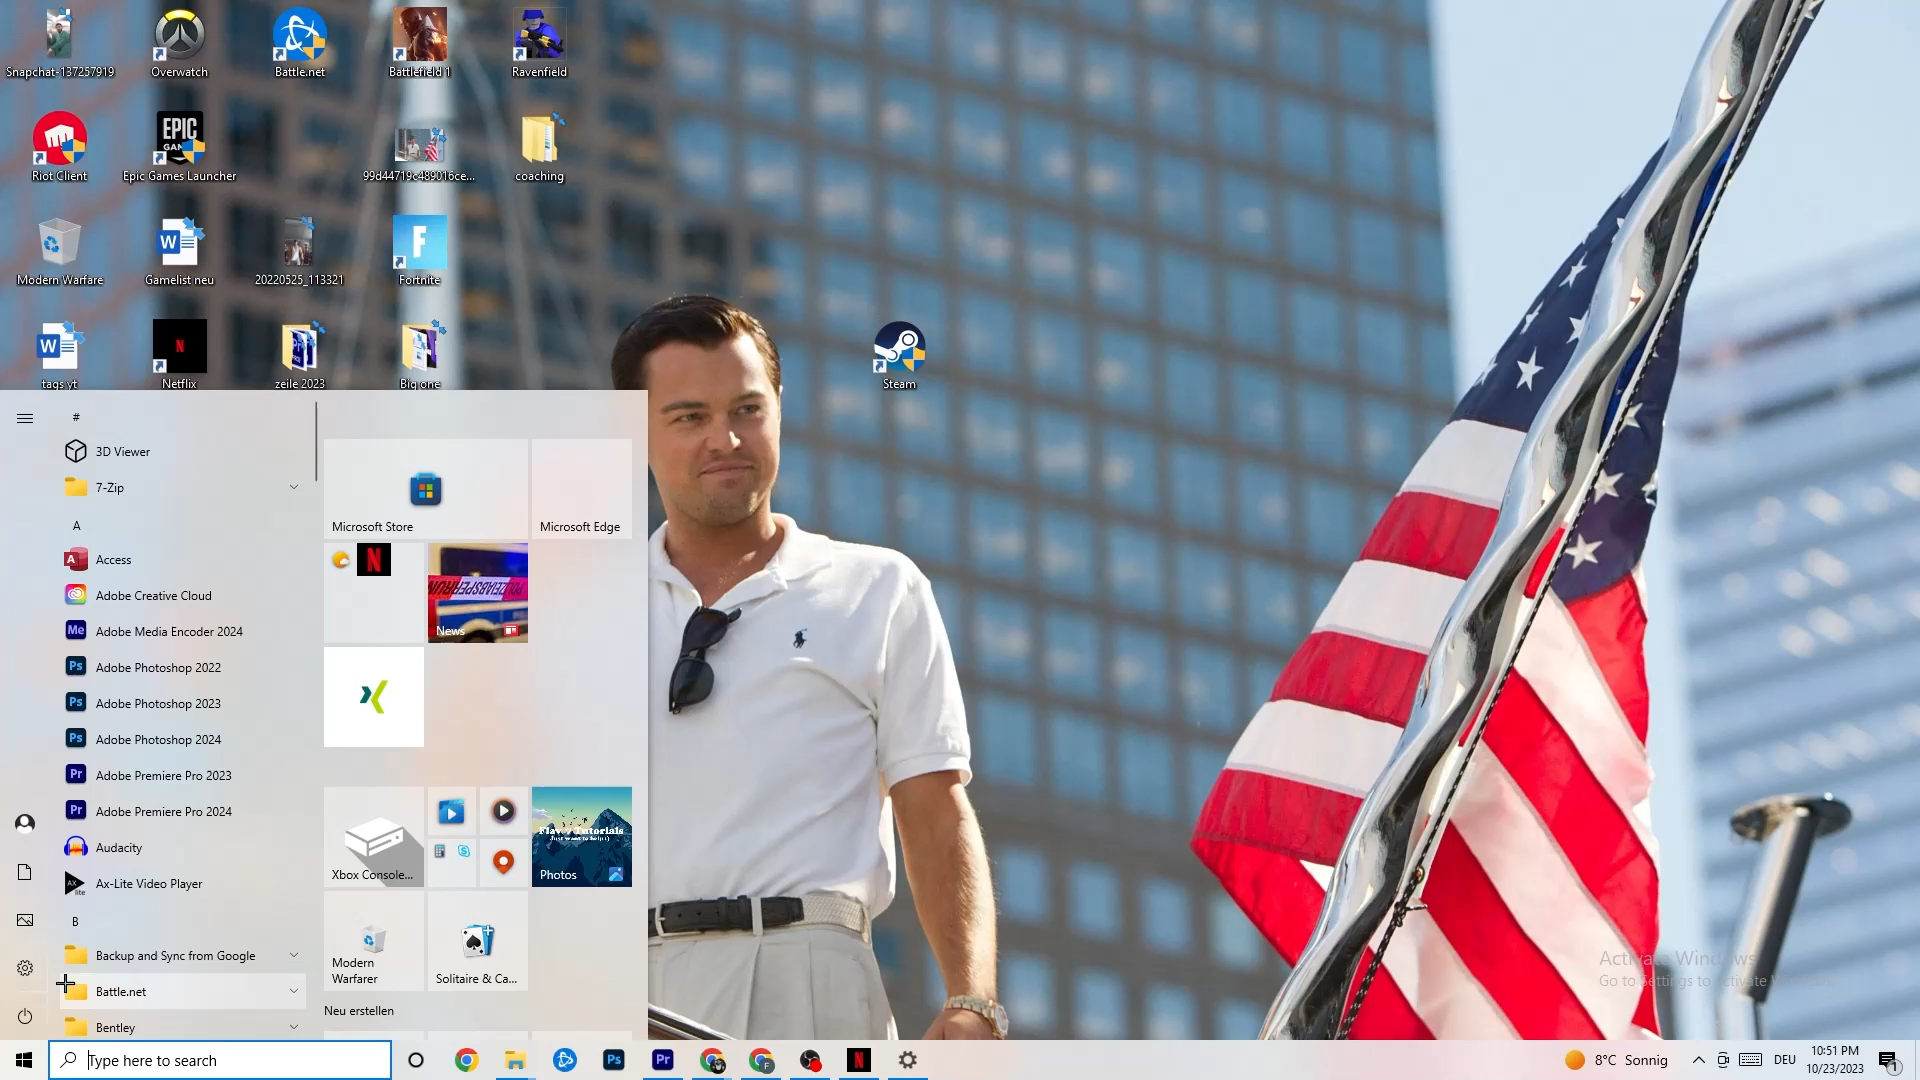 Snapchat-137257919
Overwatch
Battle.net
Battlefield 1
Ravenfield
EPIC
GAM
Riot Client
Epic Games Launcher
99d44719c489016ce...
coaching
Modern Warfare
Gamelist neu
20220525_113321
Fortnite
tags yt
Netflix
zeile 2023
Big one
Steam
#
3D Viewer
7-Zip
A
Access
Adobe Creative Cloud
Adobe Media Encoder 2024
Adobe Photoshop 2022
Adobe Photoshop 2023
Adobe Photoshop 2024
Adobe Premiere Pro 2023
Adobe Premiere Pro 2024
Audacity
Ax-Lite Video Player
B
Backup and Sync from Google
Battle.net
Bentley
Microsoft Store
Microsoft Edge
News
Xbox Console...
Photos
Modern
Warfarer
Solitaire & Ca...
Neu erstellen
Activate Windows
Go to Settings to activate
Type here to search
8°C Sonnig
DEU
10:51 PM
10/23/2023